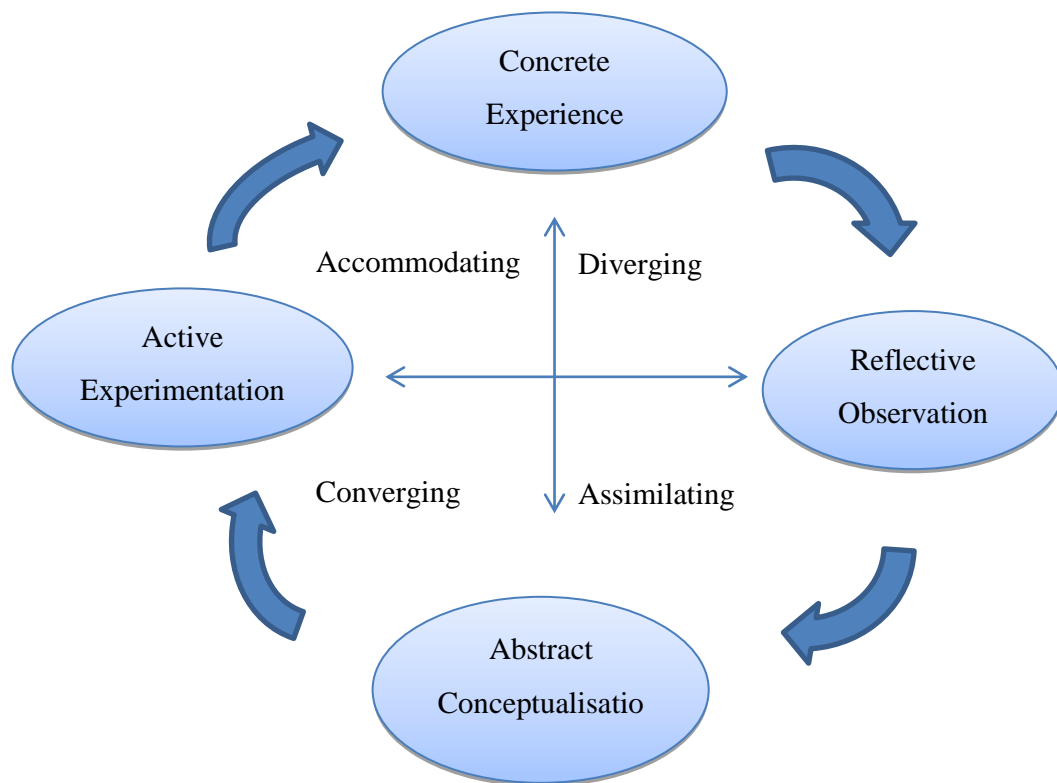 Concrete
Experience
Accommodating
Diverging
Active
Experimentation
Reflective
Observation
Converging
Assimilating
Abstract
Conceptualisatio